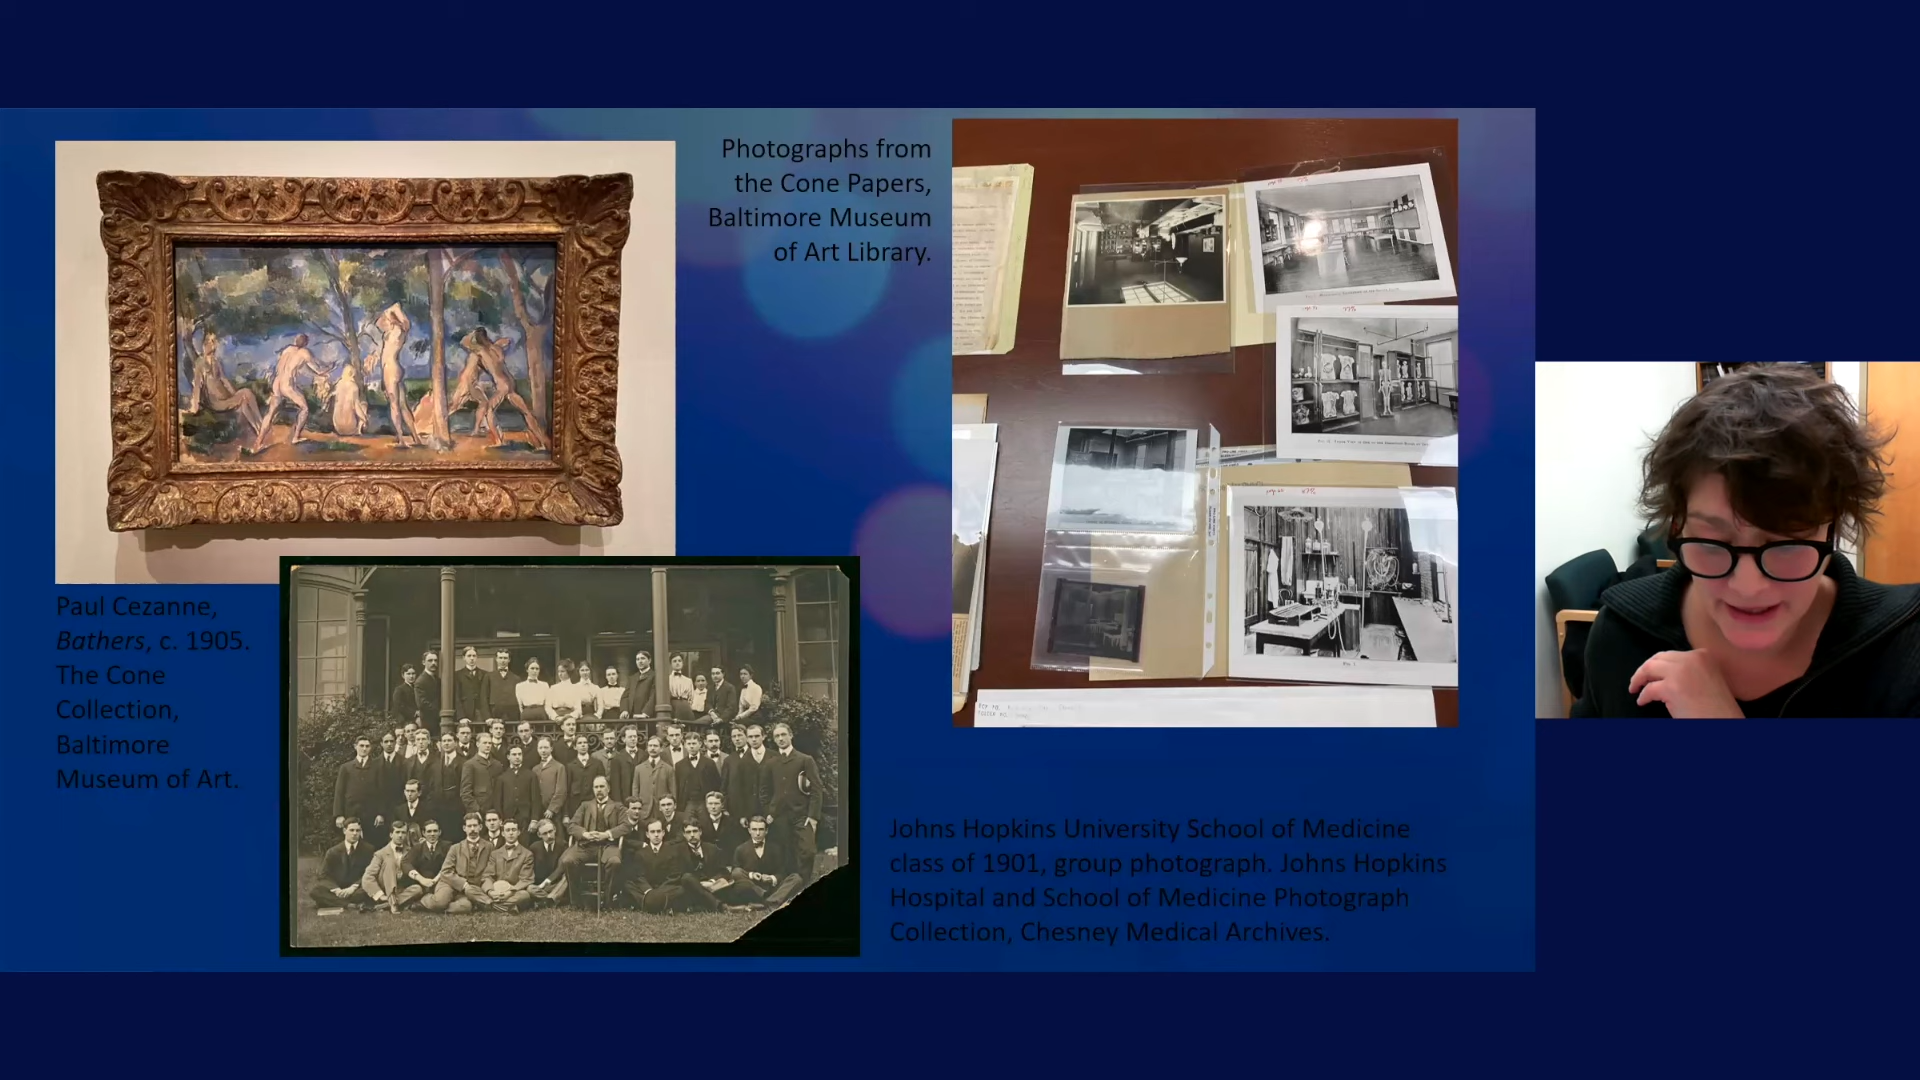 Photographs from
the Cone Papers,
Baltimore Museum
of Art Library.
Paul Cezanne,
Bathers, c. 1905.
The Cone
Collection,
Baltimore
Museum of Art.
Johns Hopkins University School of Medicine
class of 1901, group photograph. Johns Hopkins
Hospital and School of Medicine Photograph
Collection, Chesney Medical Archives.